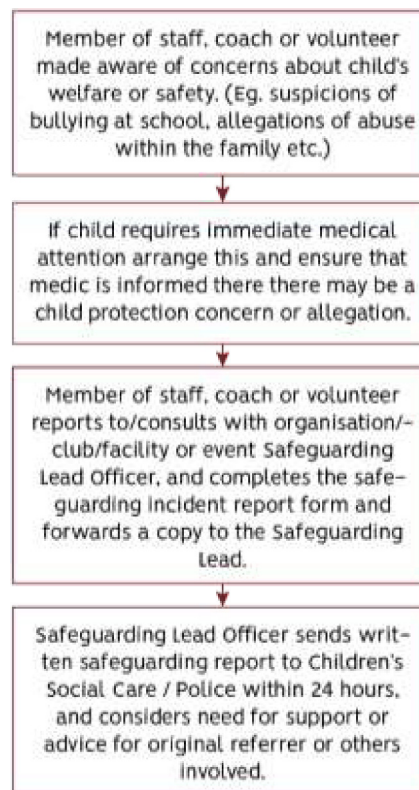 Member of staff, coach or volunteer
made aware of concerns about child's
welfare or safety. (Eg. suspicions of
bullying at school, allegations of abuse
within the family etc.)
If child requires immediate medical
attention arrange this and ensure that
medic is informed there there may be a
child protection concern or allegation.
Member of staff, coach or volunteer
reports to/consults with organisation/-
club/facility or event Safeguarding
Lead Officer, and completes the safe-
guarding incident report form and
forwards a copy to the Safeguarding
Lead.
Safeguarding Lead Officer sends writ-
ten safeguarding report to Children's
Social Care / Police within 24 hours,
and considers need for support or
advice for original referrer or others
involved.